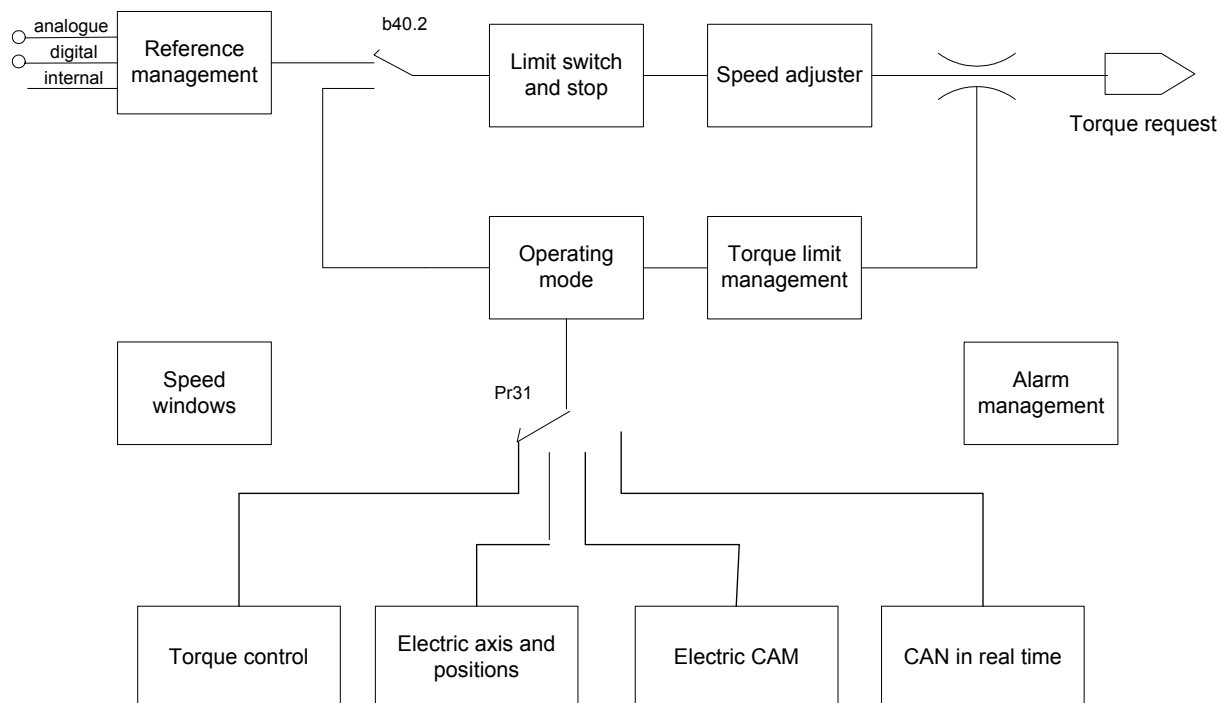 analogue
digital
internal
Reference
management
b40.2
Limit switch
and stop
Speed adjuster
Torque request
Operating
mode
Torque limit
management
Speed
windows
Pr31
Alarm
management
Torque control
Electric axis and
positions
Electric CAM
CAN in real time